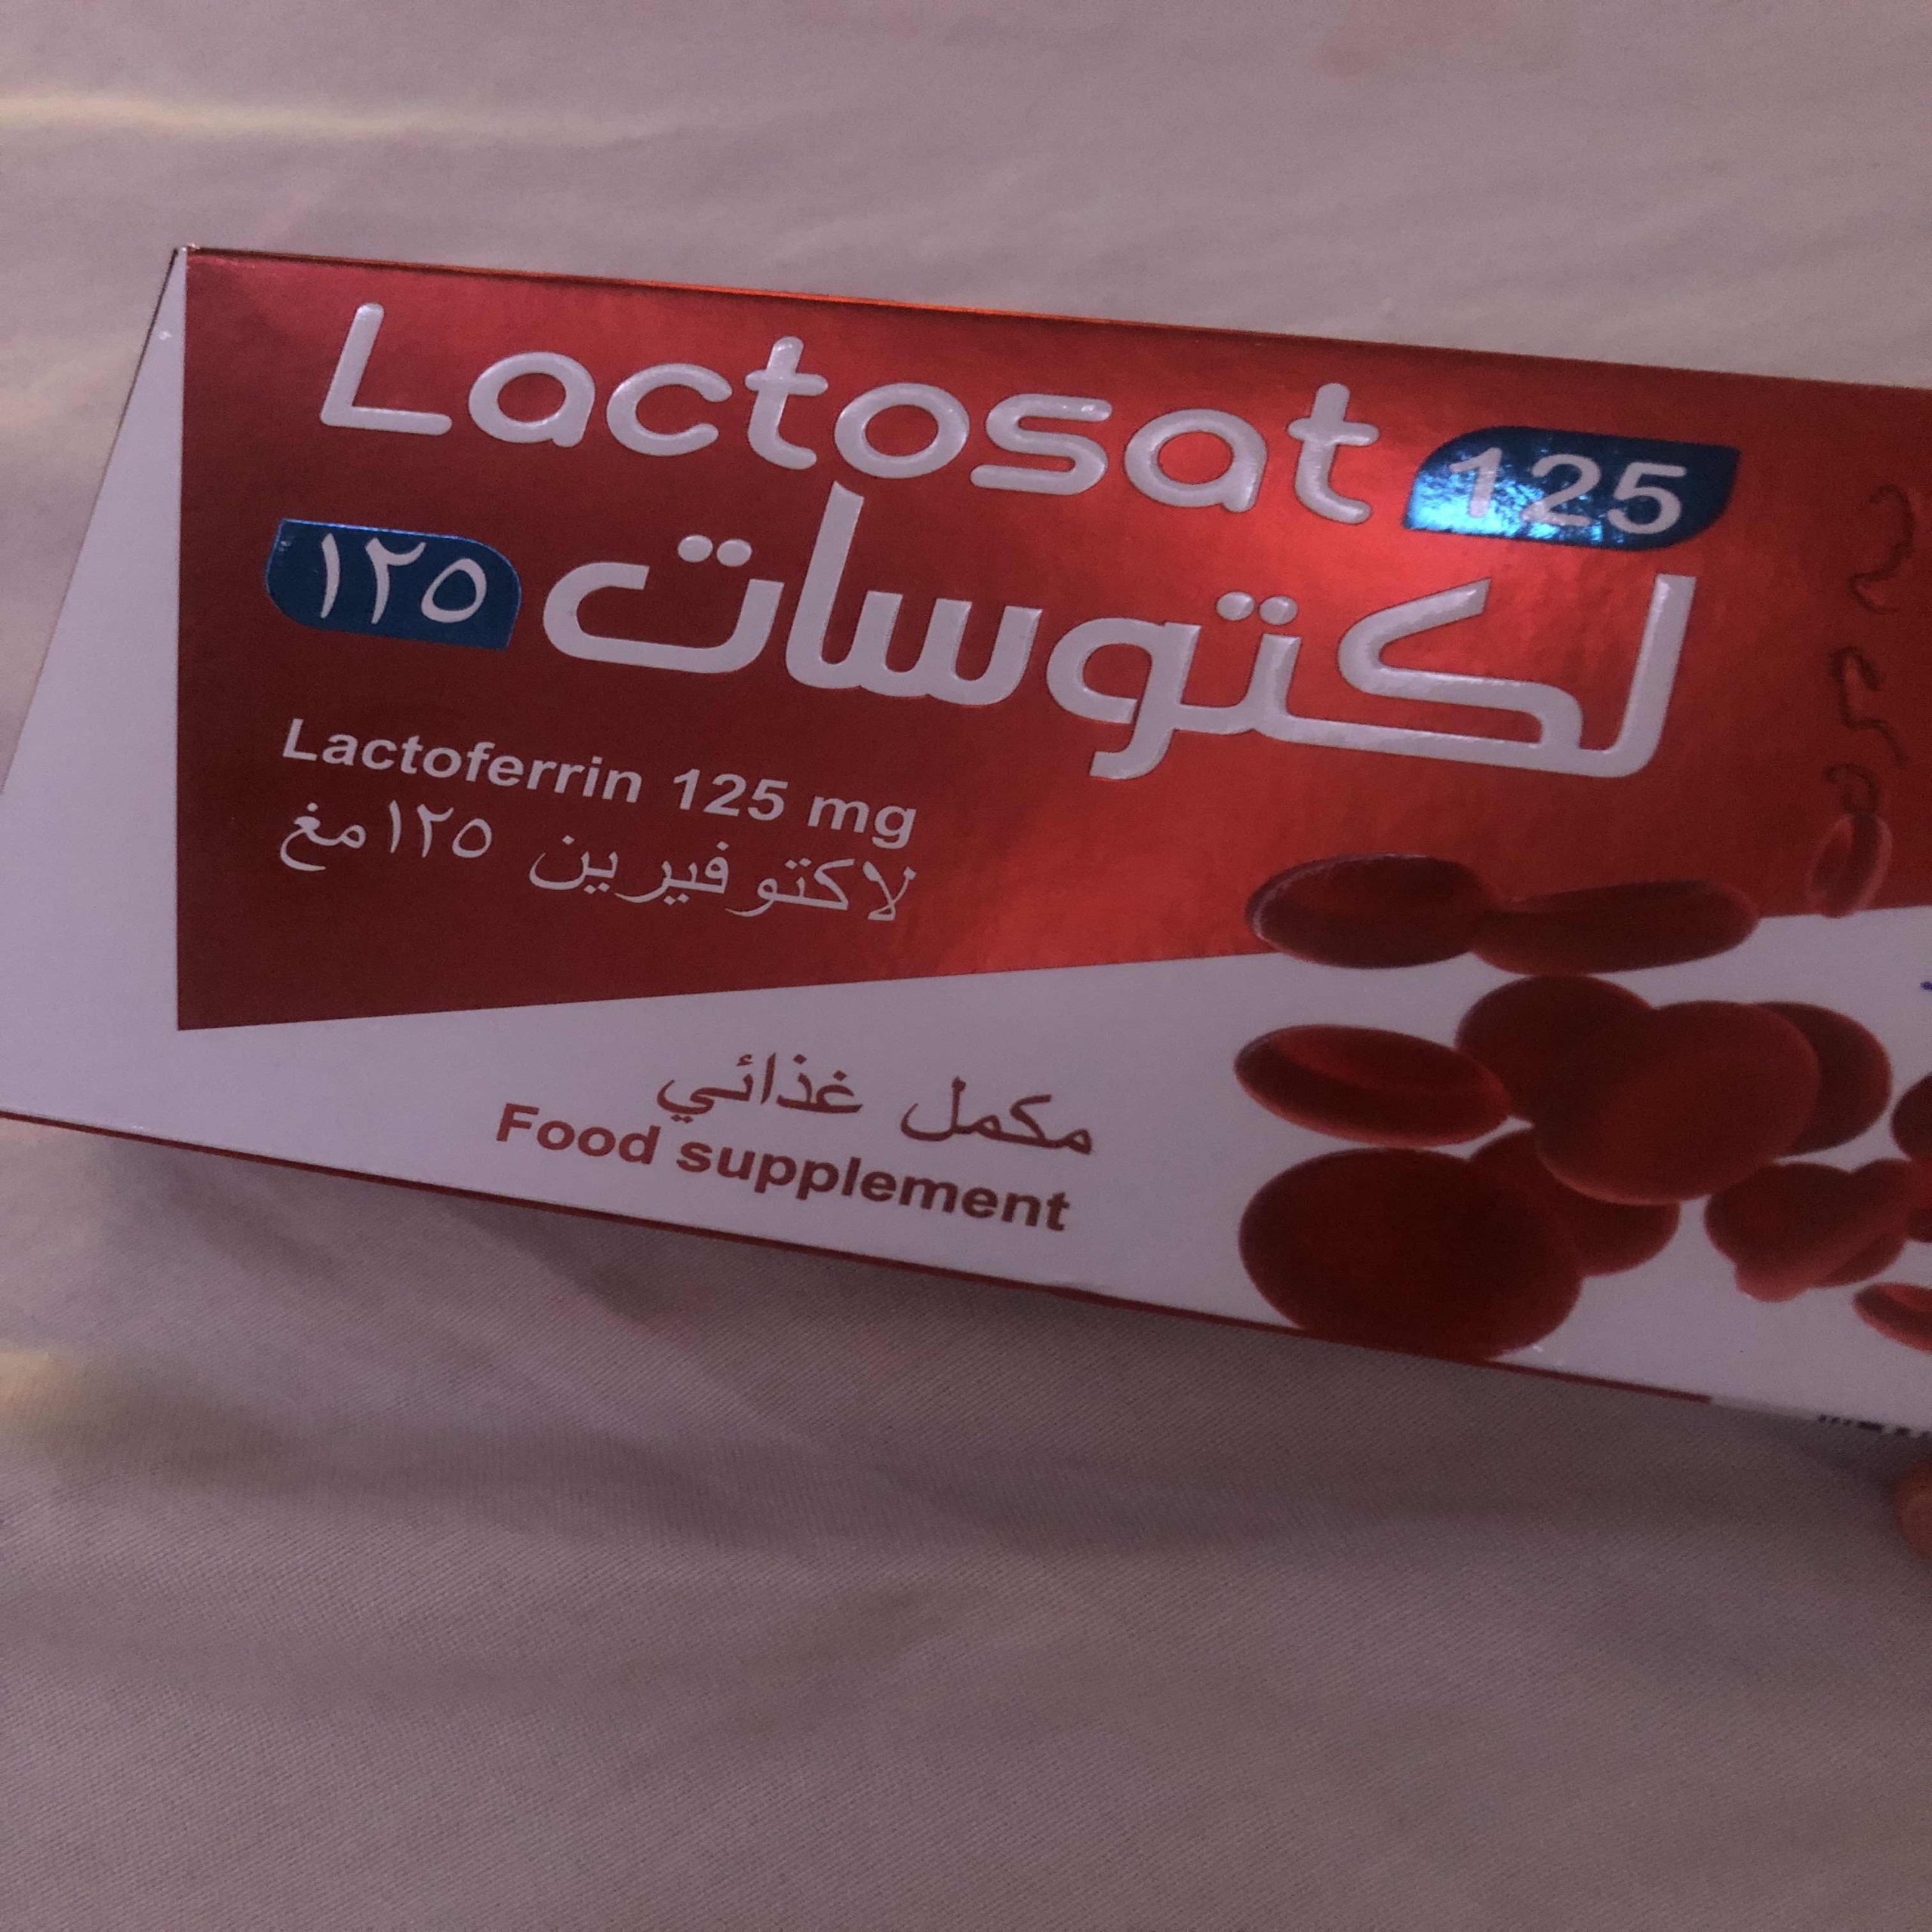 Lactosat 125
لكتوسات ١٢٥
Lactoferrin 125 mg
لاكتوفيرين ١٢٥مغ
مكمل غذائي
Food supplement